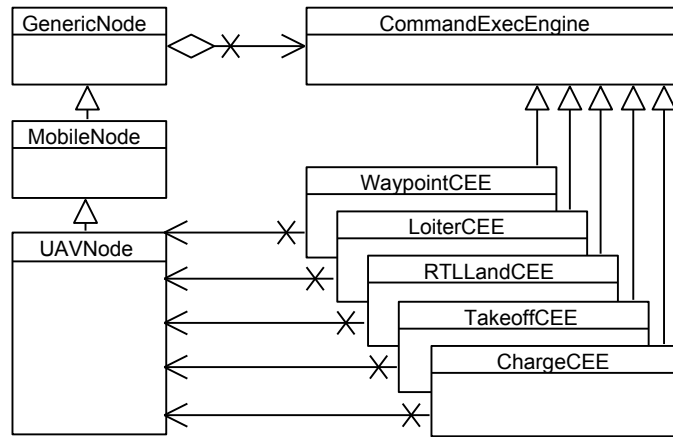 GenericNode
CommandExecEngine
MobileNode
WaypointCEE
LoiterCEE
UAVNode
RTLLandCEE
TakeoffCEE
ChargeCEE